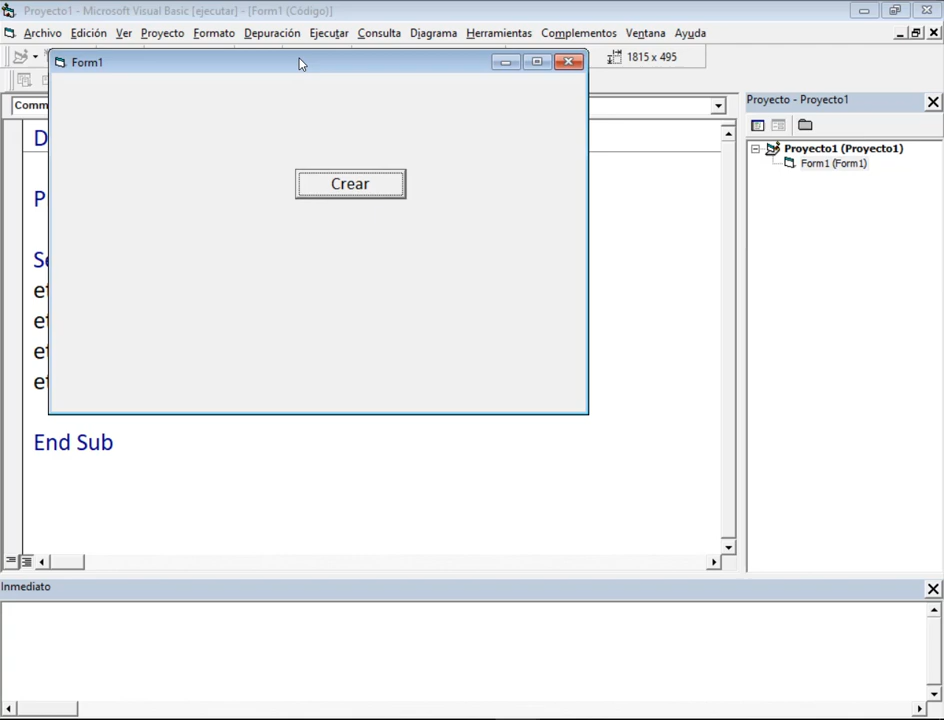 Proyecto1 - Microsoft Visual Basic [ejecutar] - [Form1 (Código)]
Archivo Edición Ver Proyecto Formato Depuración Ejecutar Consulta Diagrama Herramientas Complementos Ventana Ayuda
1815 x 495
Form1
Crear
End Sub
Proyecto - Proyecto1
Proyecto1 (Proyecto1)
Form1 (Form1)
Inmediato